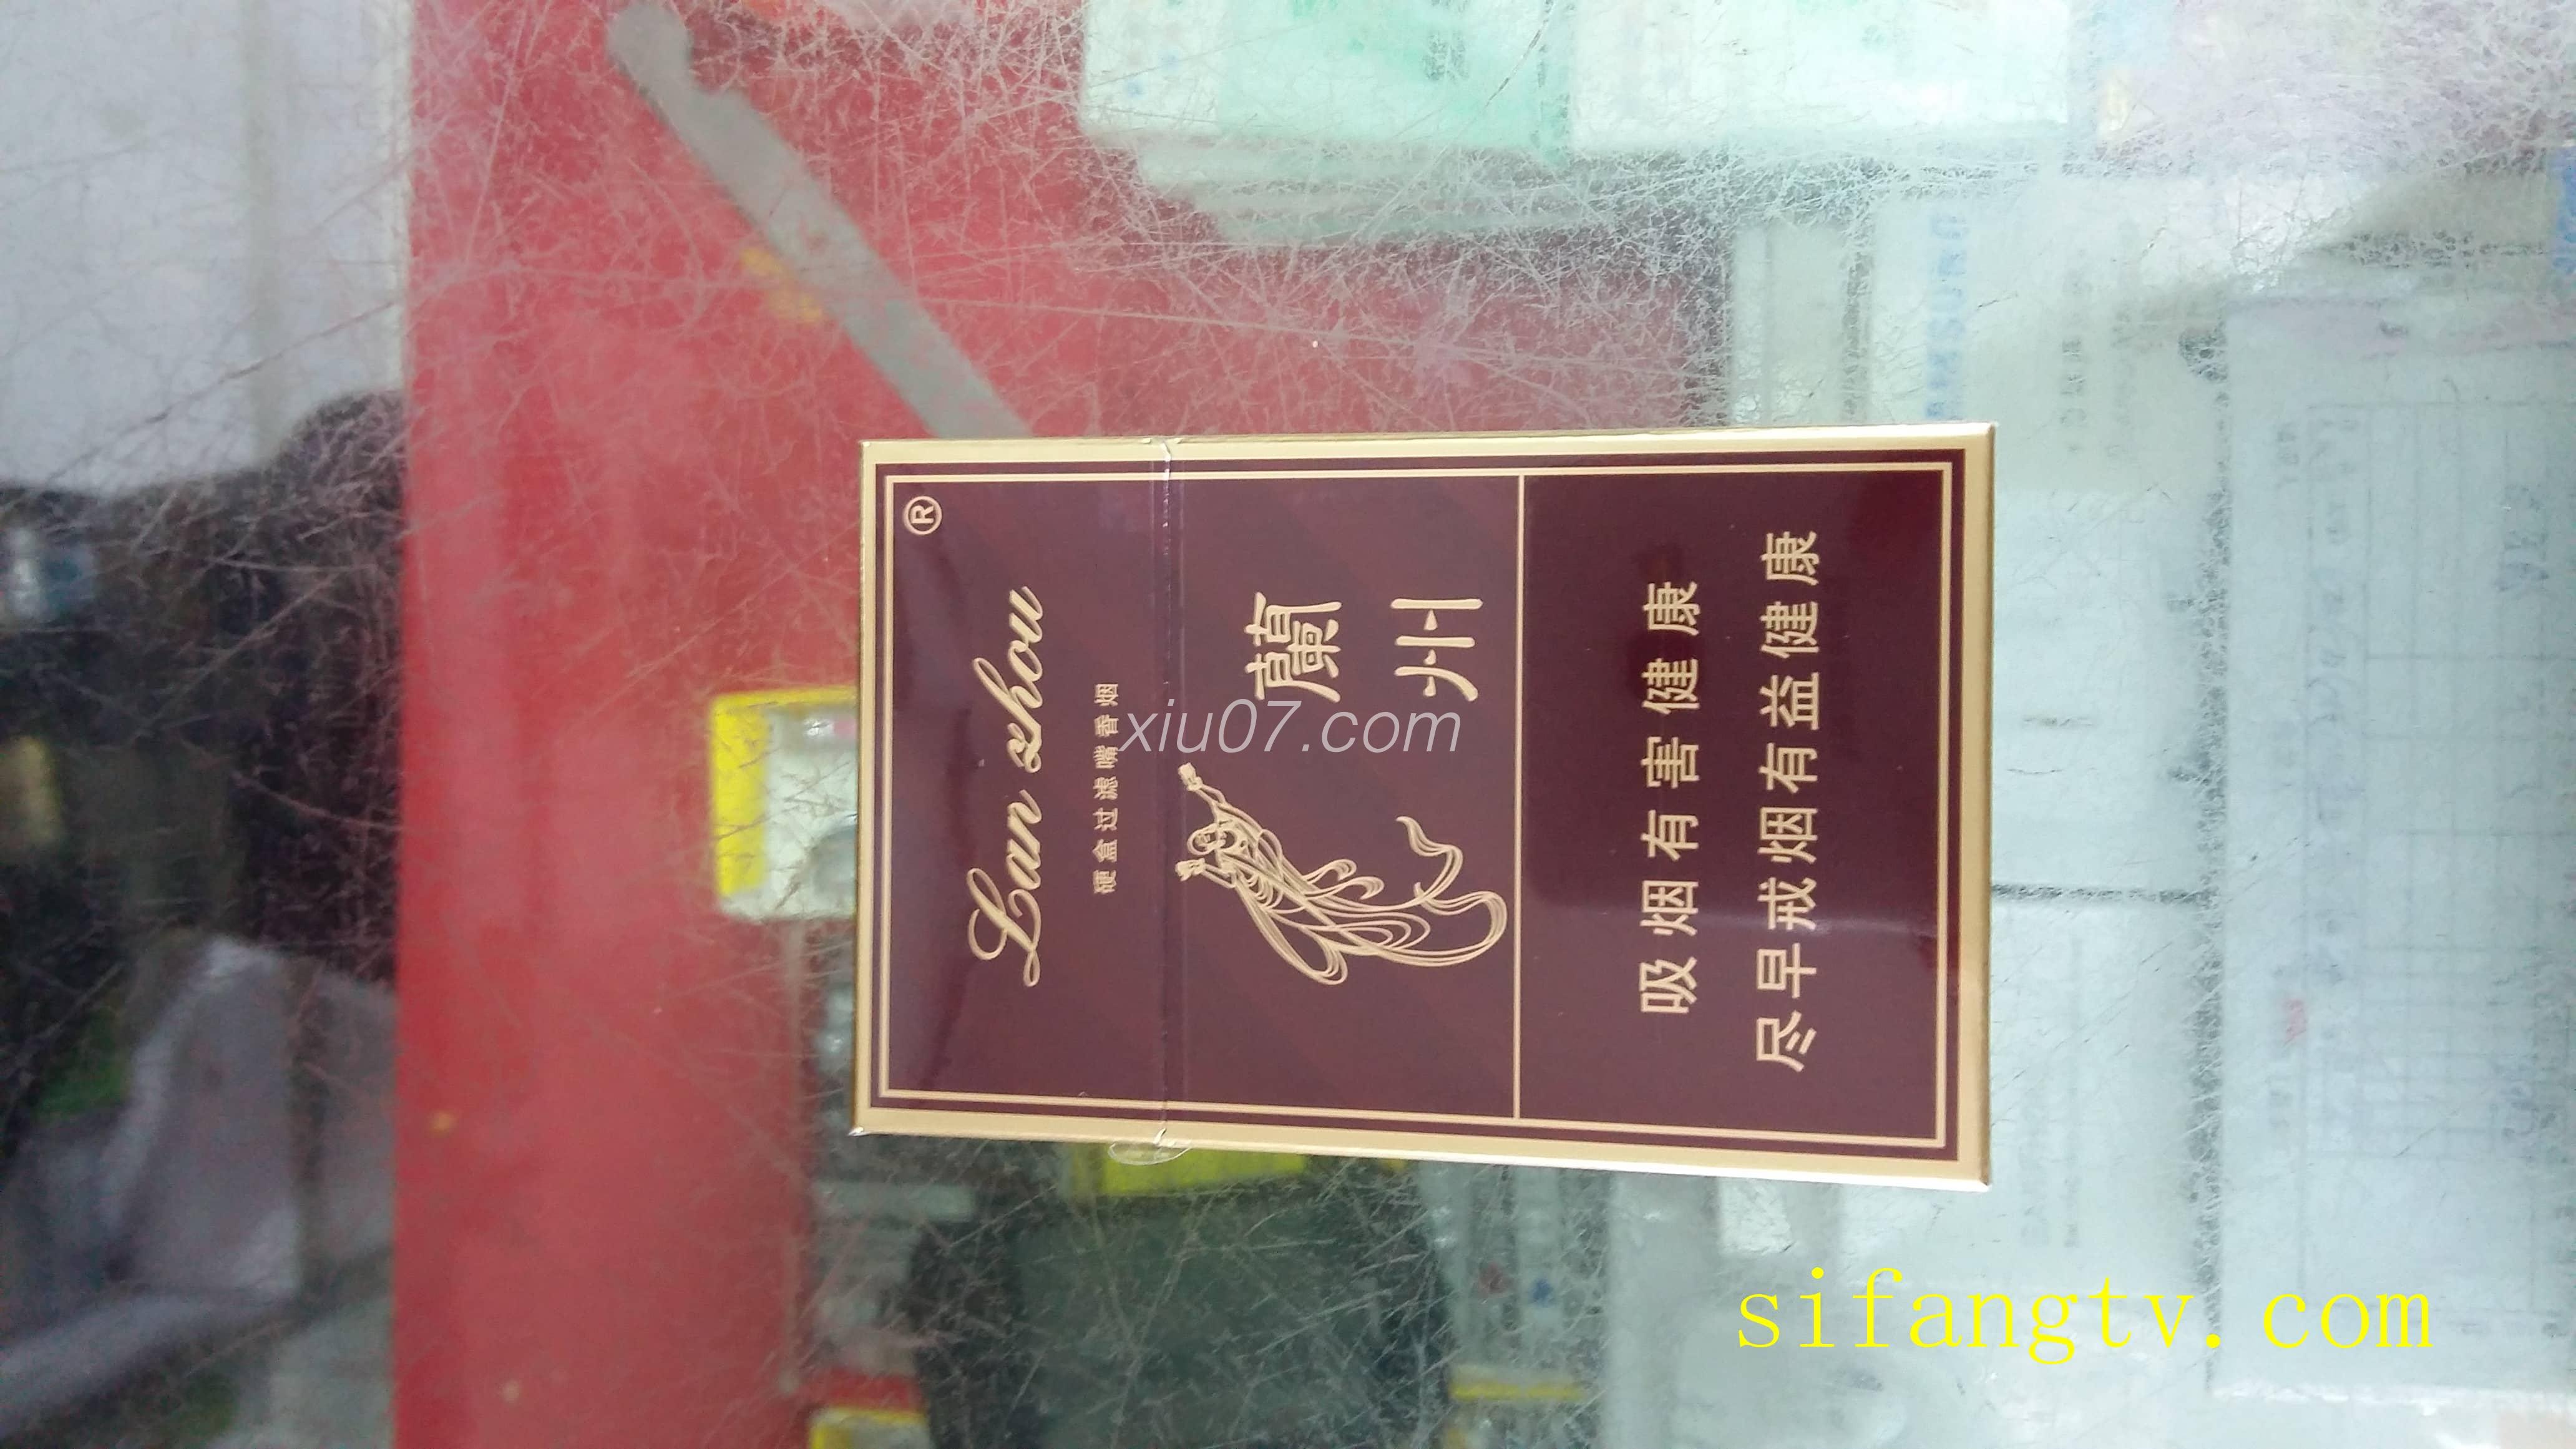 ®
Lan zhou
硬盒过滤嘴香烟
蘭州
吸烟有害健康
尽早戒烟有益健康
xiu07.com
sifangtv.com